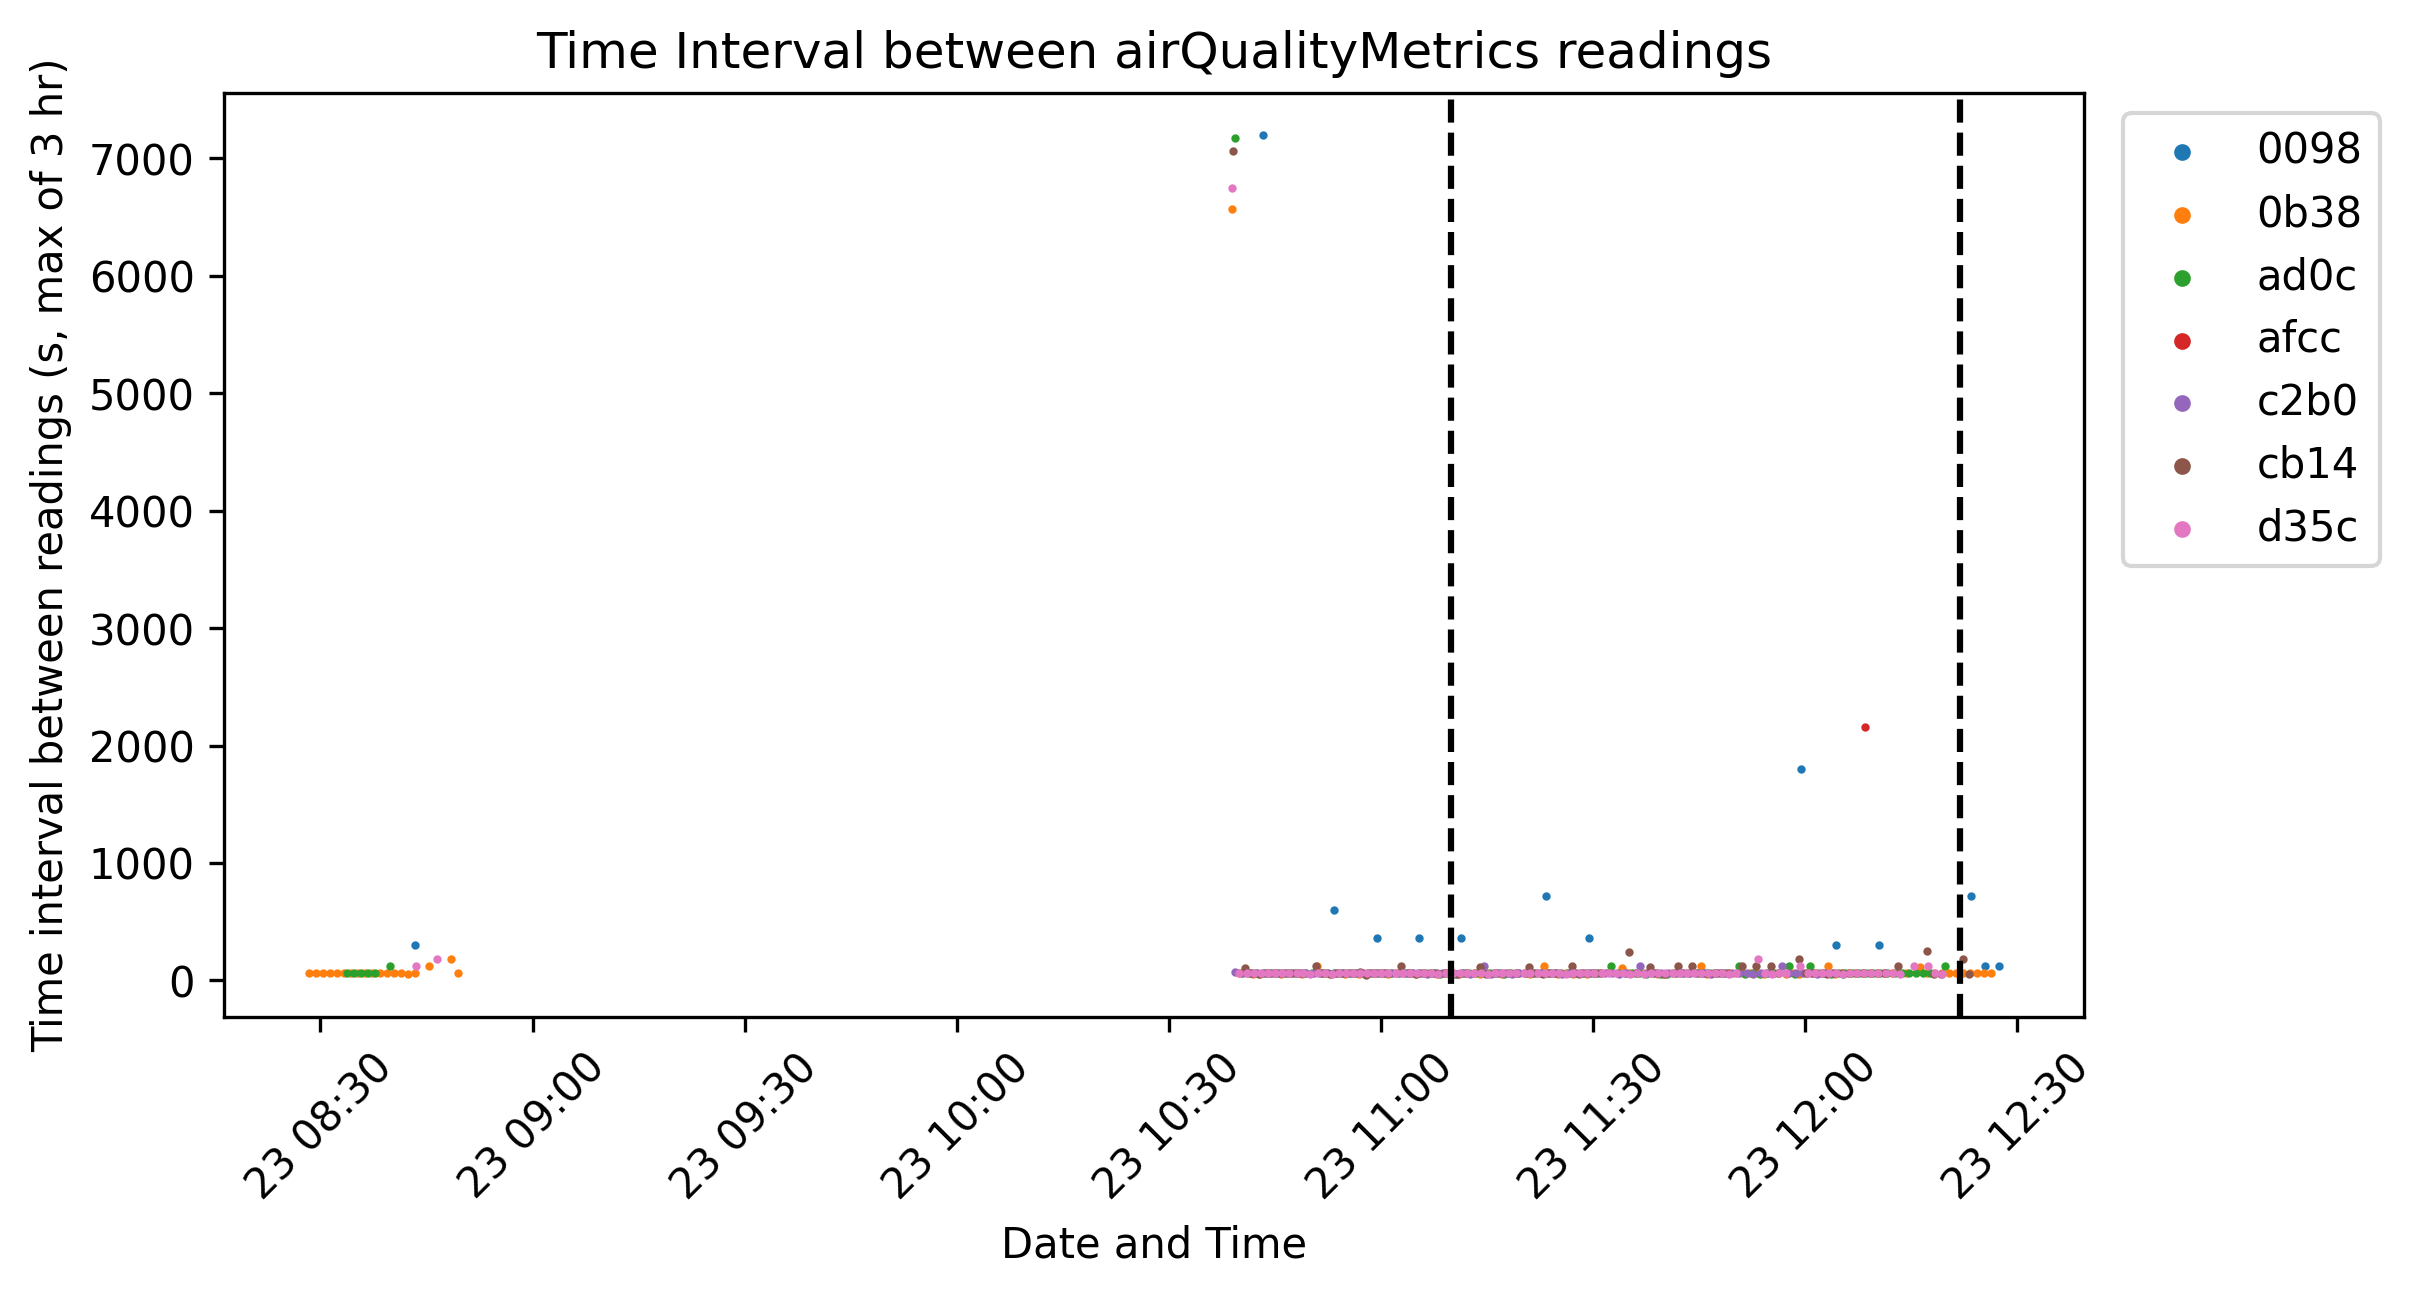 Time Interval between airQualityMetrics readings
Time interval between readings (s, max of 3 hr)
7000
6000
5000
4000
3000
2000
1000
0
23 08:30
23 09:00
23 09:30
23 10:00
23 10:30
23 11:00
23 11:30
23 12:00
23 12:30
Date and Time
0098
0b38
ad0c
afcc
c2b0
cb14
d35c